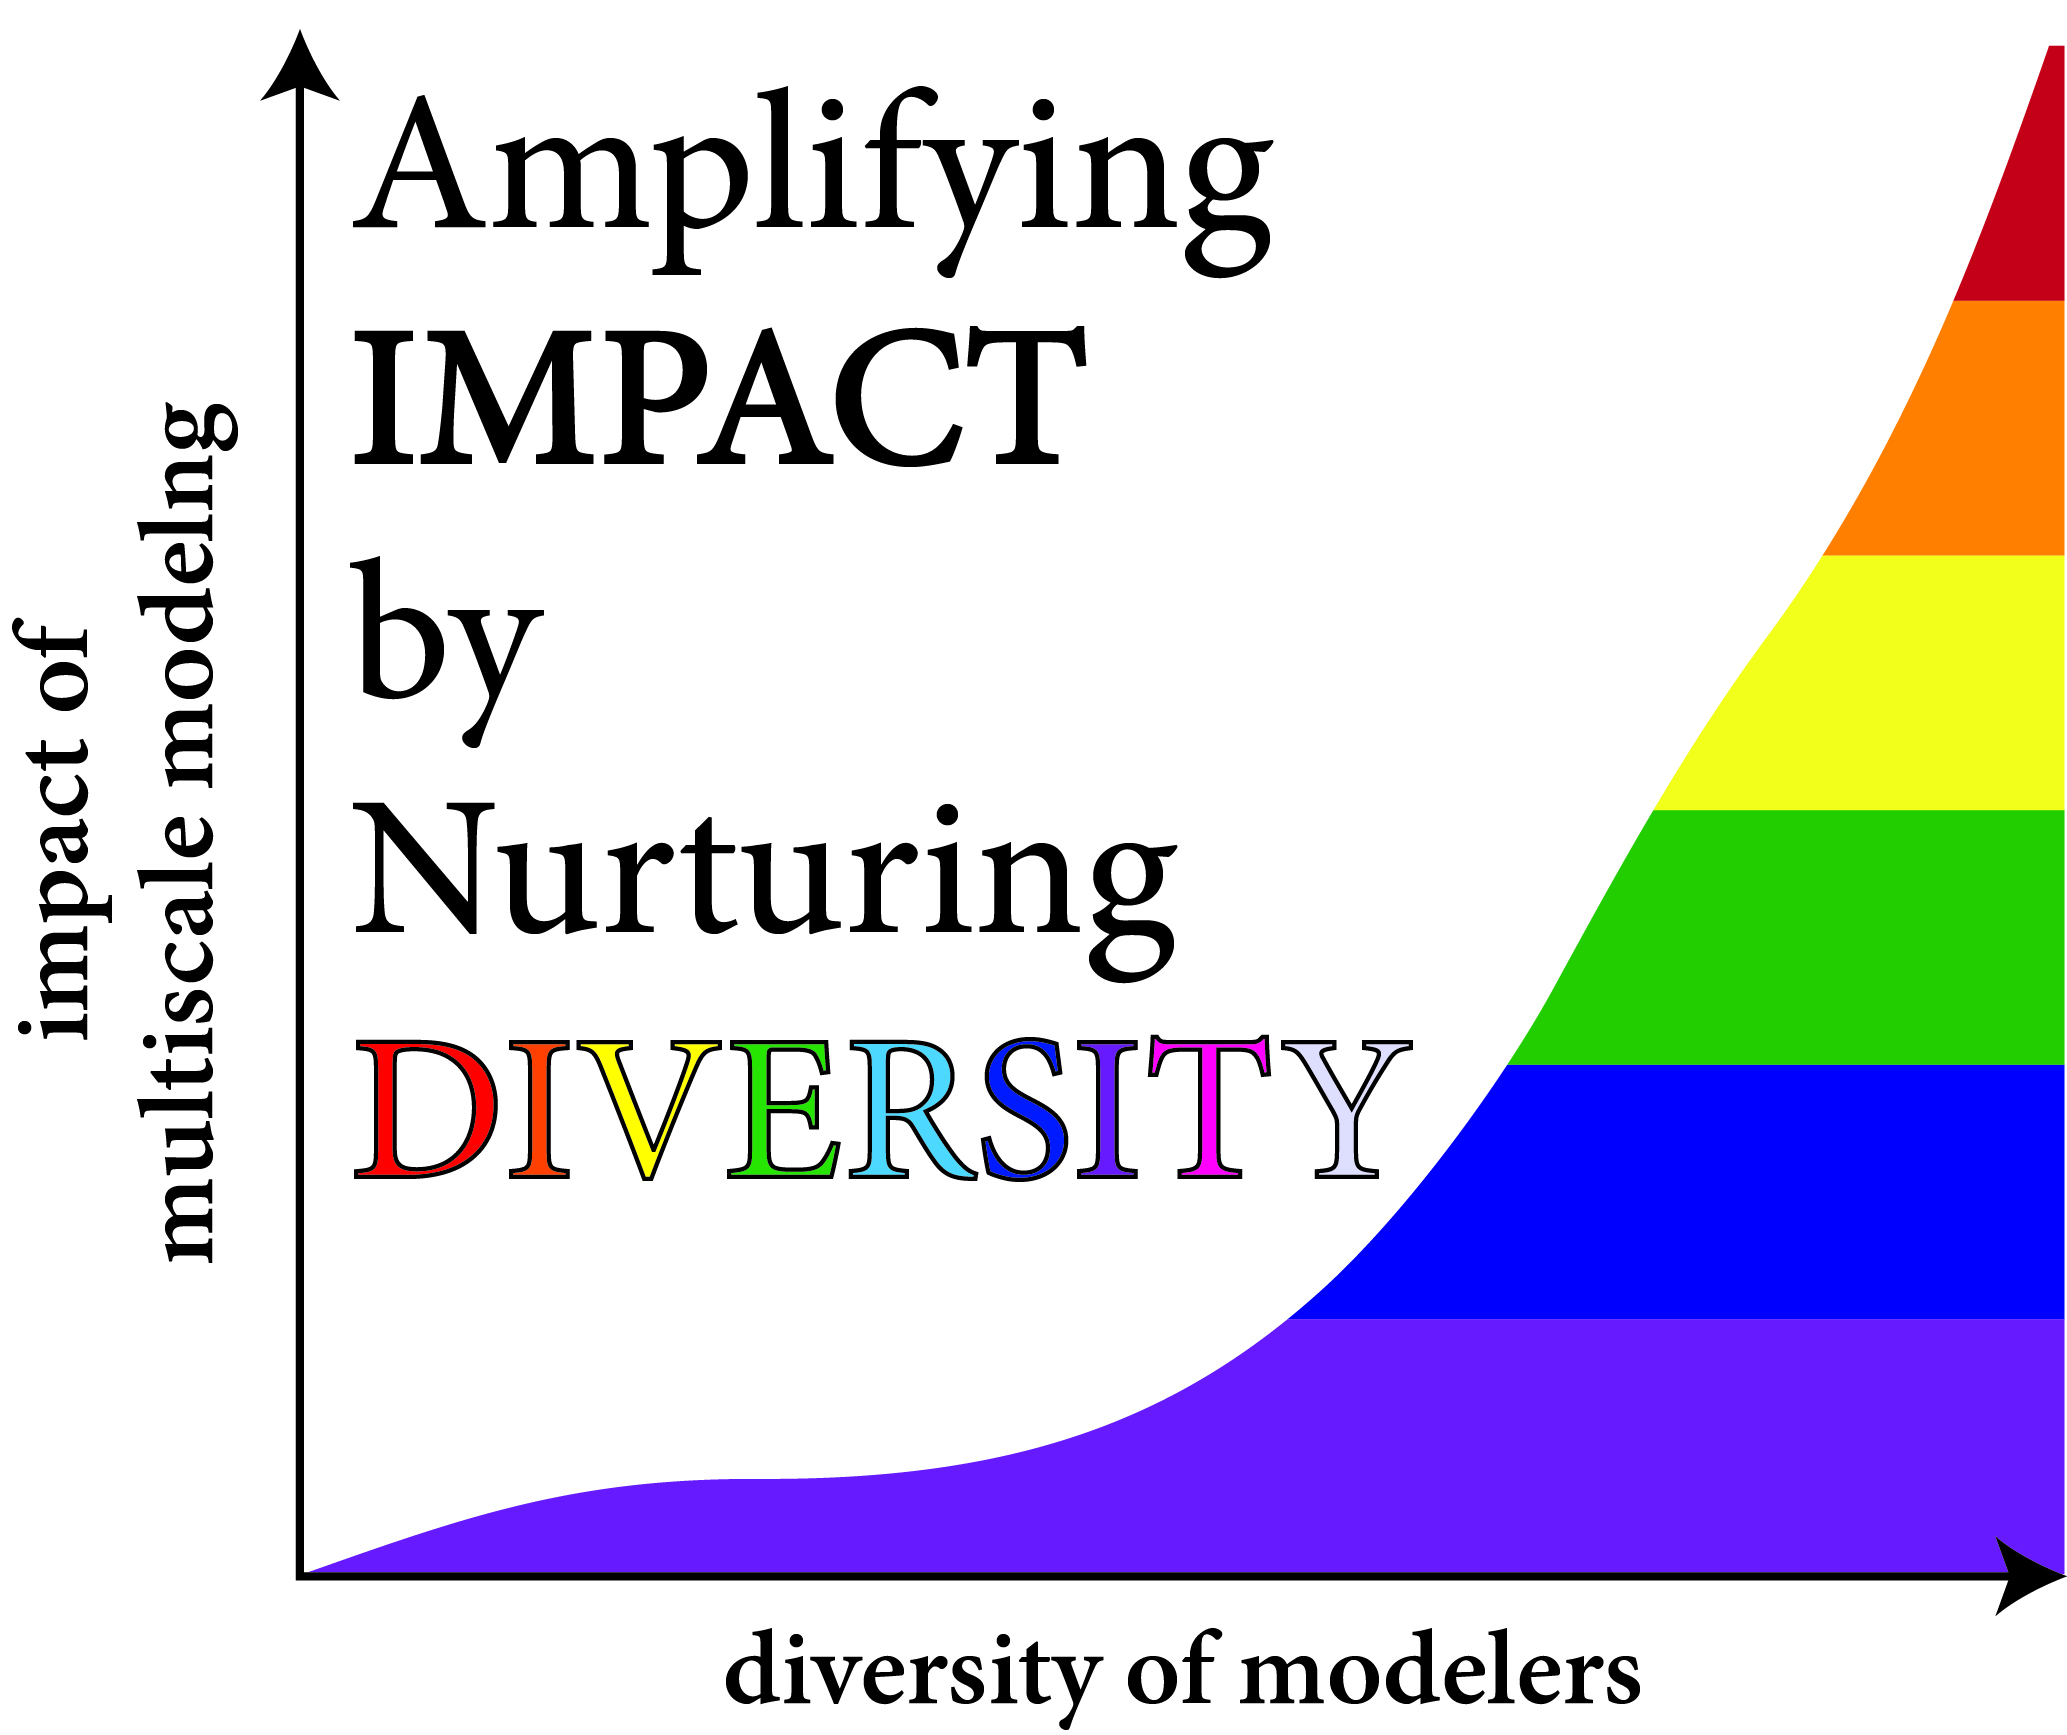 Amplifying
IMPACT
by
Nurturing
DIVERSITY
impact of
multiscale modelng
diversity of modelers